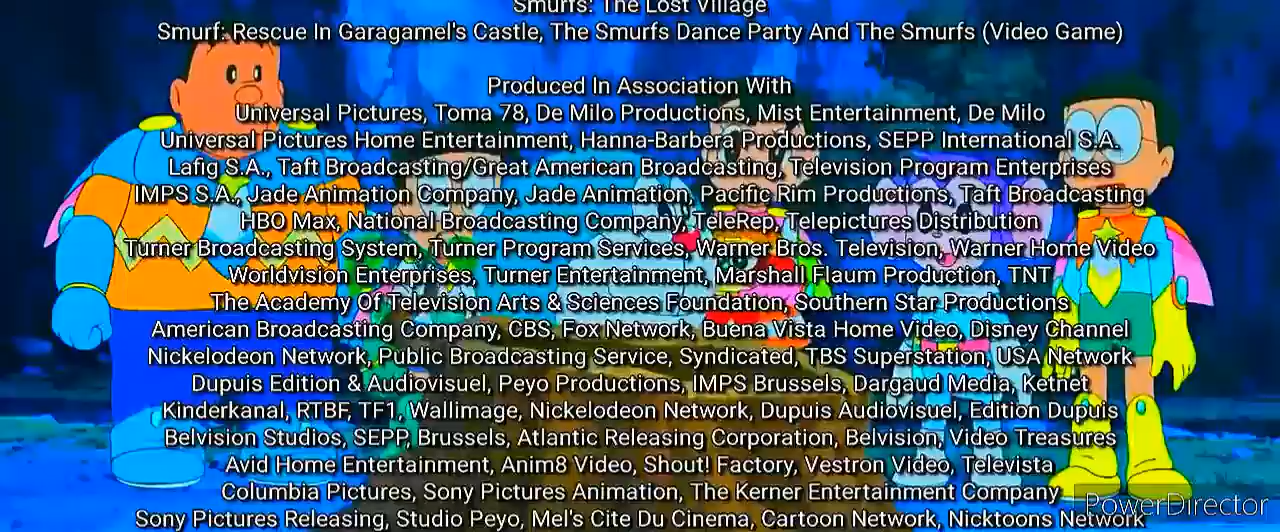 Smurfs: The Lost Village
Smurf: Rescue In Garagamel's Castle, The Smurfs Dance Party And The Smurfs (Video Game)
Produced In Association With
Universal Pictures, Toma 78, De Milo Productions, Mist Entertainment, De Milo
Universal Pictures Home Entertainment, Hanna-Barbera Productions, SEPP International S.A.
Lafig S.A., Taft Broadcasting/Great American Broadcasting, Television Program Enterprises
IMPS S.A., Jade Animation Company, Jade Animation, Pacific Rim Productions, Taft Broadcasting
HBO Max, National Broadcasting Company, TeleRep, Telepictures Distribution
Turner Broadcasting System, Turner Program Services, Warner Bros. Television, Warner Home Video
Worldvision Enterprises, Turner Entertainment, Marshall Flaum Production, TNT
The Academy Of Television Arts & Sciences Foundation, Southern Star Productions
American Broadcasting Company, CBS, Fox Network, Buena Vista Home Video, Disney Channel
Nickelodeon Network, Public Broadcasting Service, Syndicated, TBS Superstation, USA Network
Dupuis Edition & Audiovisuel, Peyo Productions, IMPS Brussels, Dargaud Media, Ketnet
Kinderkanal, RTBF, TF1, Wallimage, Nickelodeon Network, Dupuis Audiovisuel, Edition Dupuis
Belvision Studios, SEPP, Brussels, Atlantic Releasing Corporation, Belvision, Video Treasures
Avid Home Entertainment, Anim8 Video, Shout! Factory, Vestron Video, Televista
Columbia Pictures, Sony Pictures Animation, The Kerner Entertainment Company
Sony Pictures Releasing, Studio Peyo, Mel's Cite Du Cinema, Cartoon Network, Nicktoons Network
PowerDirector